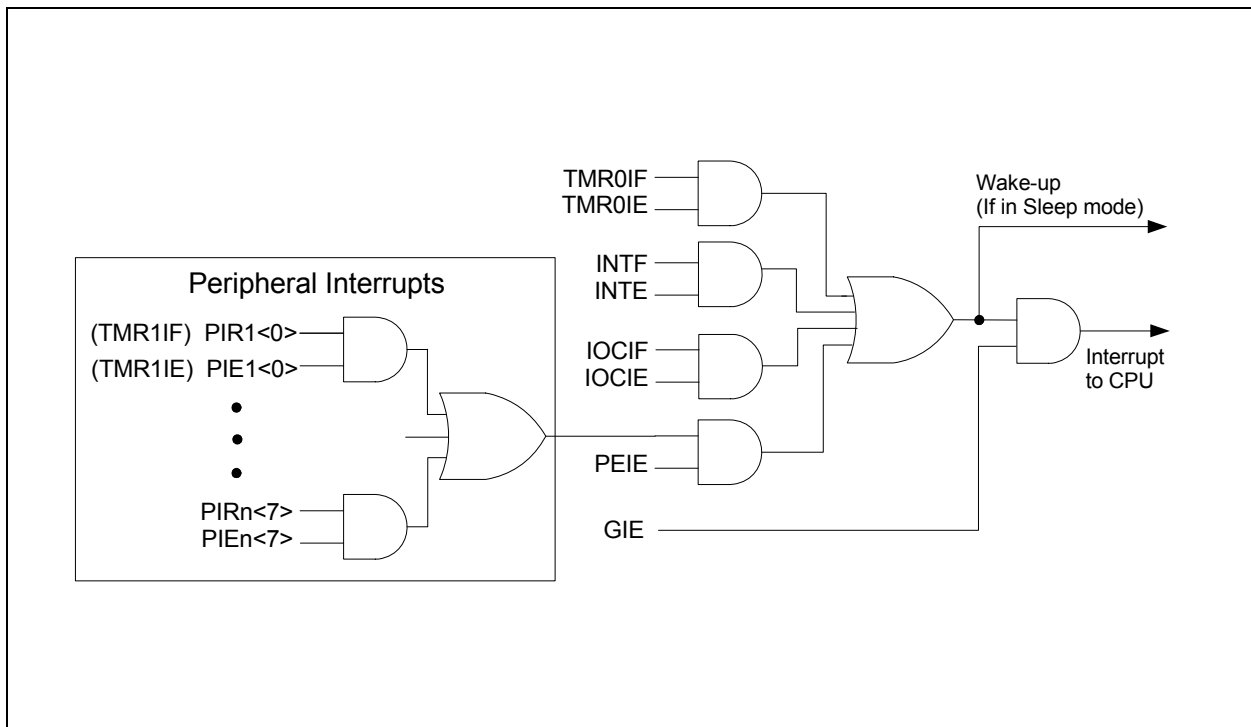 TMR0IF
TMR0IE
Wake-up
(If in Sleep mode)
INTF
INTE
Peripheral Interrupts
(TMR1IF) PIR1<0>
(TMR1IE) PIE1<0>
IOCIF
IOCIE
Interrupt
to CPU
PEIE
PIRn<7>
PIEn<7>
GIE